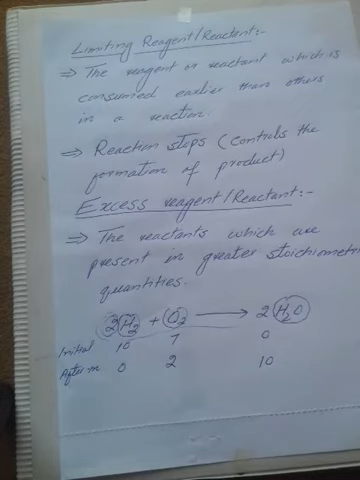 Limiting Reagent/Reactant:-
⇒ The reagent or reactant which is
consumed earlier than others
in a reaction.
⇒ Reaction stops (controls the
formation of product)
Excess reagent/Reactant:-
⇒ The reactants which are
present in greater stoichiometri
quantities.
2H2 + O2 ⟶ 2H2O
Initial 10 7 0
After rxn 0 2 10